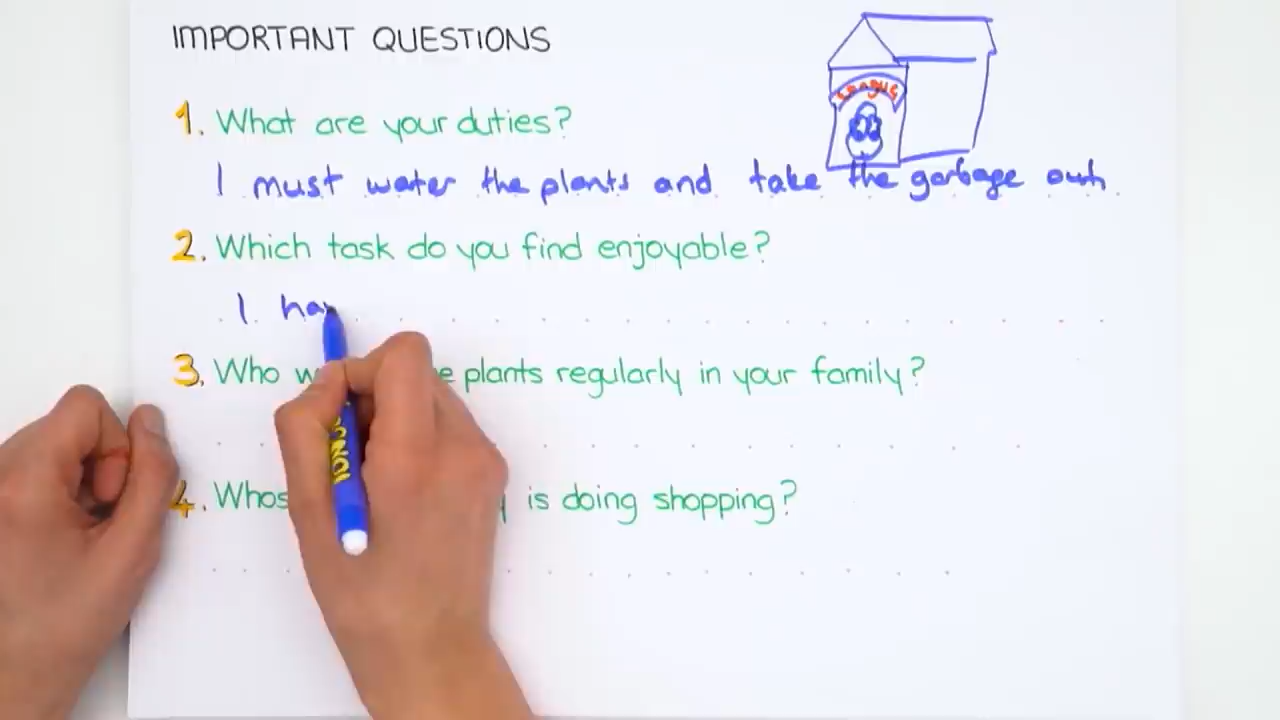 IMPORTANT QUESTIONS
1. What are your duties?
I must water the plants and take the garbage out
2. Which task do you find enjoyable?
I ha
3. Who plants regularly in your family?
4. is doing shopping?